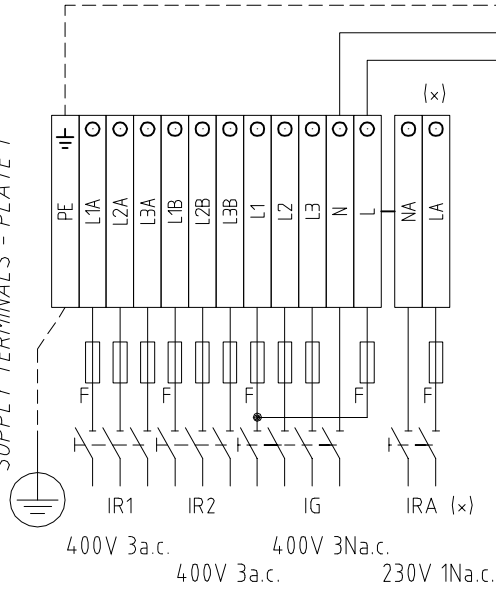 (x)
SUPPLY TERMINALS - PLATE 1
PE L1A L2A L3A L1B L2B L3B L1 L2 L3 N L NA LA
F F F F F
IR1 IR2 IG IRA (x)
400V 3a.c. 400V 3Na.c.
400V 3a.c. 230V 1Na.c.